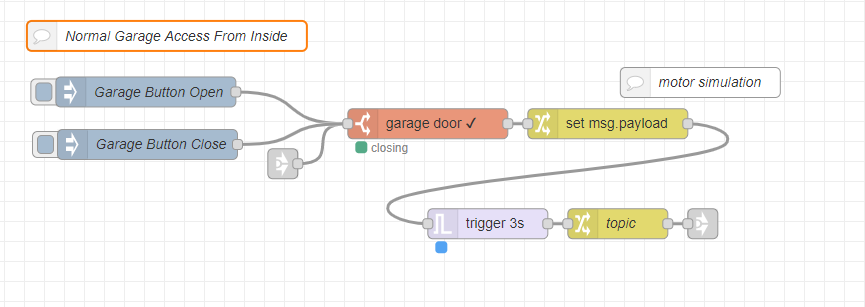 Normal Garage Access From Inside
motor simulation
Garage Button Open
garage door ✓
set msg.payload
Garage Button Close
closing
trigger 3s
topic